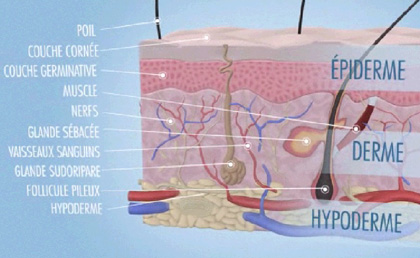 POIL
COUCHE CORNÉE
COUCHE GERMINATIVE
MUSCLE
NERFS
GLANDE SÉBACÉE
VAISSEAUX SANGUINS
GLANDE SUDORIPARE
FOLLICULE PILEUX
HYPODERME
ÉPIDERME
DERME
HYPODERME